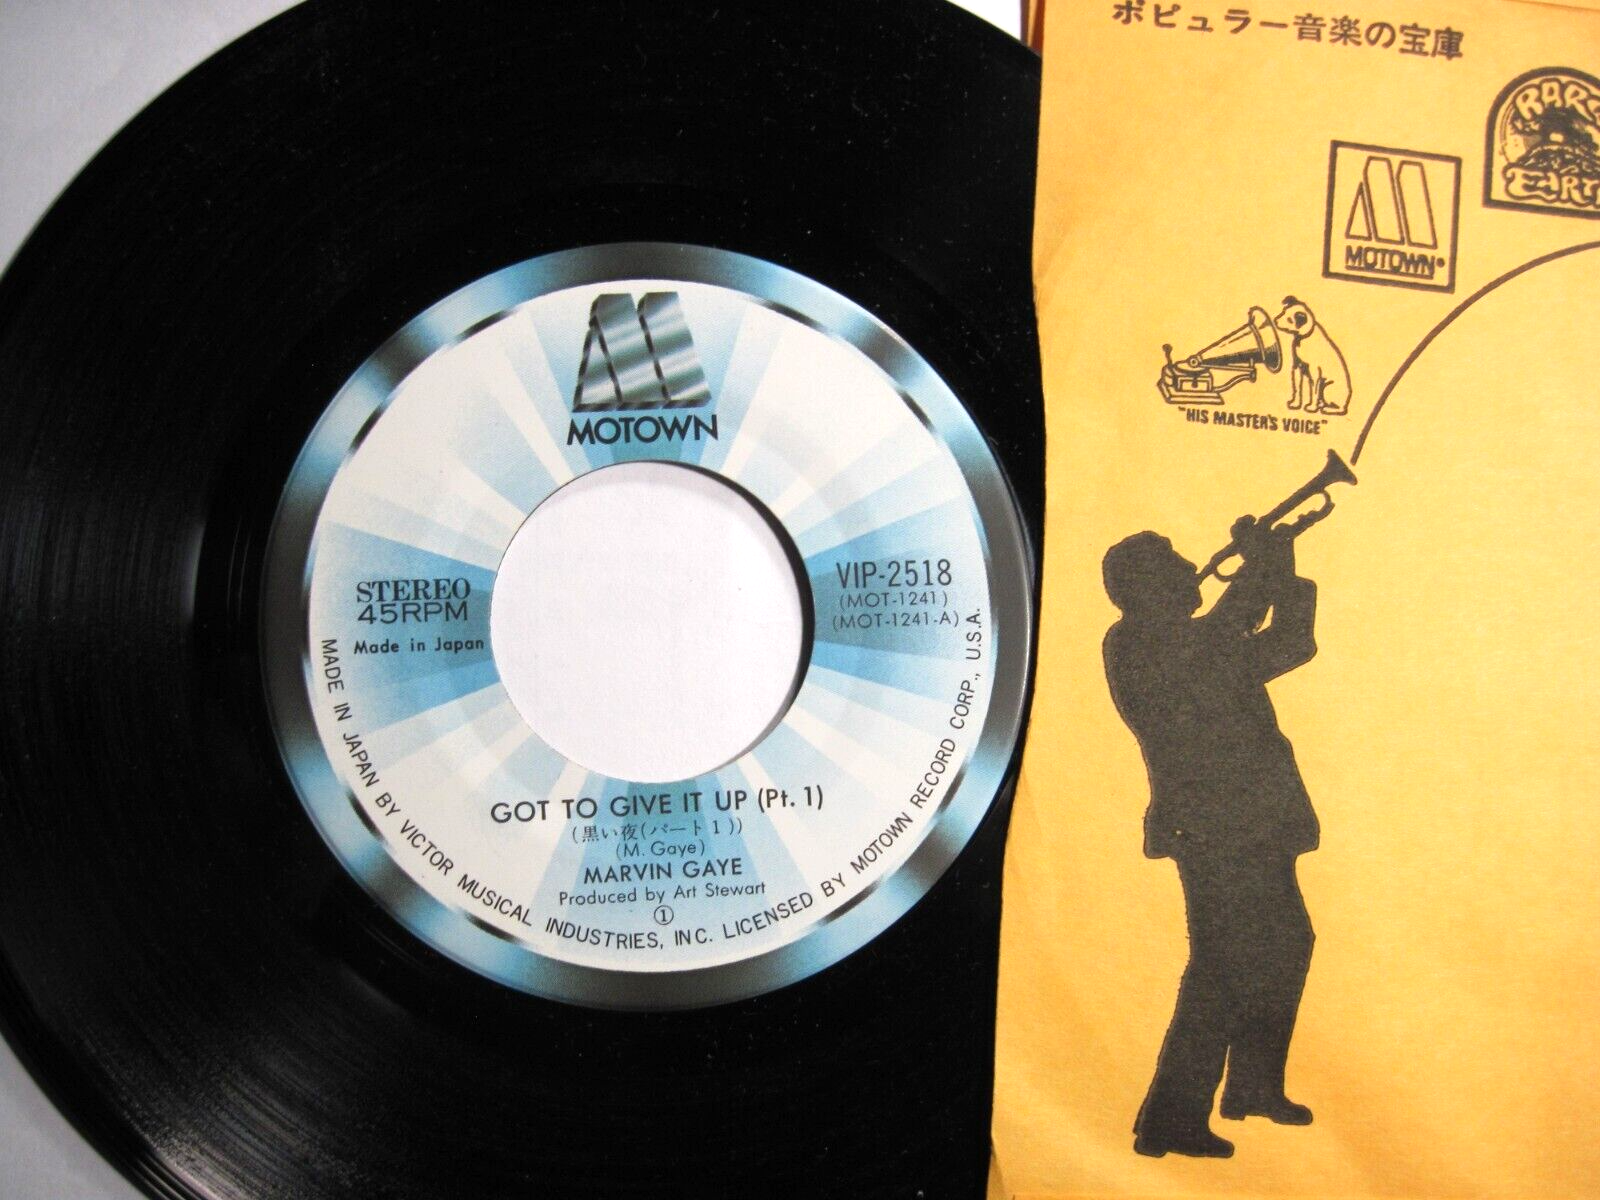 MOTOWN
STEREO
45RPM
Made in Japan
VIP-2518
(MOT-1241)
(MOT-1241-A)
GOT TO GIVE IT UP (Pt. 1)
(黒い夜(パート1))
(M. Gaye)
MARVIN GAYE
Produced by Art Stewart
①
MADE IN JAPAN BY VICTOR MUSICAL INDUSTRIES, INC. LICENSED BY MOTOWN RECORD CORP., U.S.A.
ポピュラー音楽の宝庫
RARE
EARTH
MOTOWN®
"HIS MASTER'S VOICE"